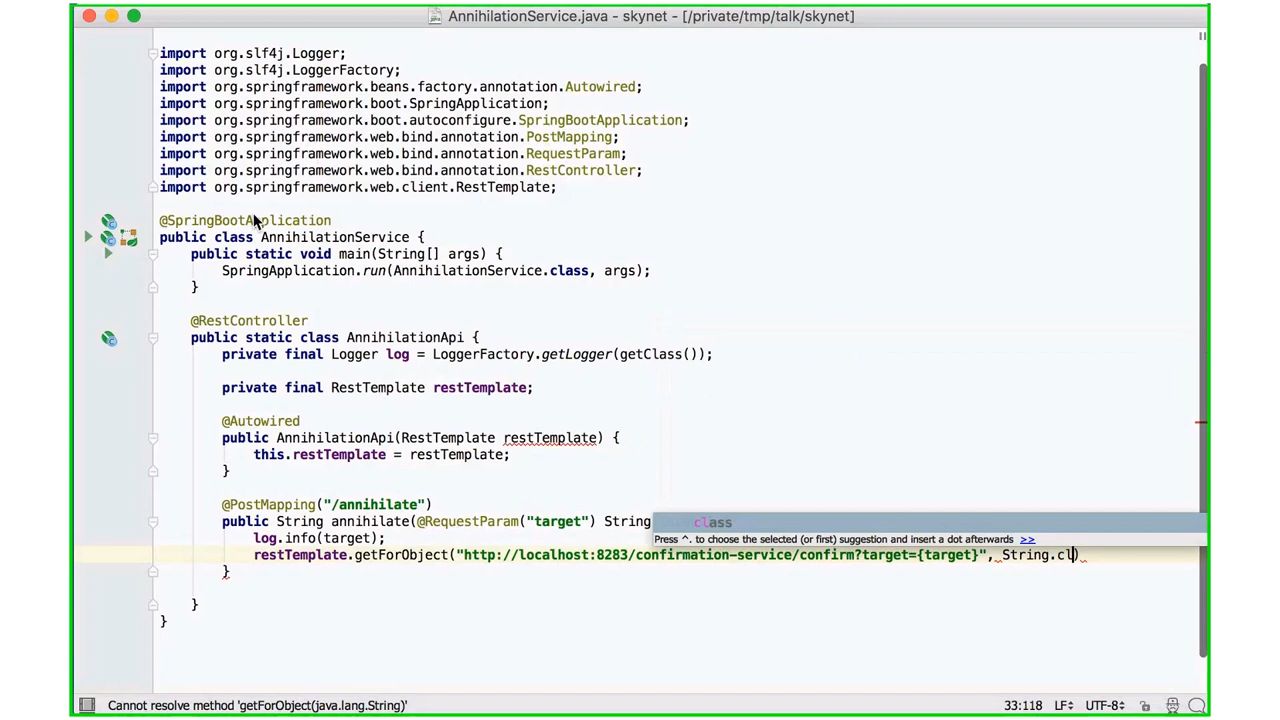 AnnihilationService.java - skynet - [/private/tmp/talk/skynet]
import org.slf4j.Logger;
import org.slf4j.LoggerFactory;
import org.springframework.beans.factory.annotation.Autowired;
import org.springframework.boot.SpringApplication;
import org.springframework.boot.autoconfigure.SpringBootApplication;
import org.springframework.web.bind.annotation.PostMapping;
import org.springframework.web.bind.annotation.RequestParam;
import org.springframework.web.bind.annotation.RestController;
import org.springframework.web.client.RestTemplate;
@SpringBootApplication
public class AnnihilationService {
public static void main(String[] args) {
SpringApplication.run(AnnihilationService.class, args);
}
@RestController
public static class AnnihilationApi {
private final Logger log = LoggerFactory.getLogger(getClass());
private final RestTemplate restTemplate;
@Autowired
public AnnihilationApi(RestTemplate restTemplate) {
this.restTemplate = restTemplate;
}
@PostMapping("/annihilate")
public String annihilate(@RequestParam("target") String
class
log.info(target);
Press ^. to choose the selected (or first) suggestion and insert a dot afterwards >>
restTemplate.getForObject("http://localhost:8283/confirmation-service/confirm?target={target}", String.cl)
}
}
}
Cannot resolve method 'getForObject(java.lang.String)'
33:118 LF UTF-8